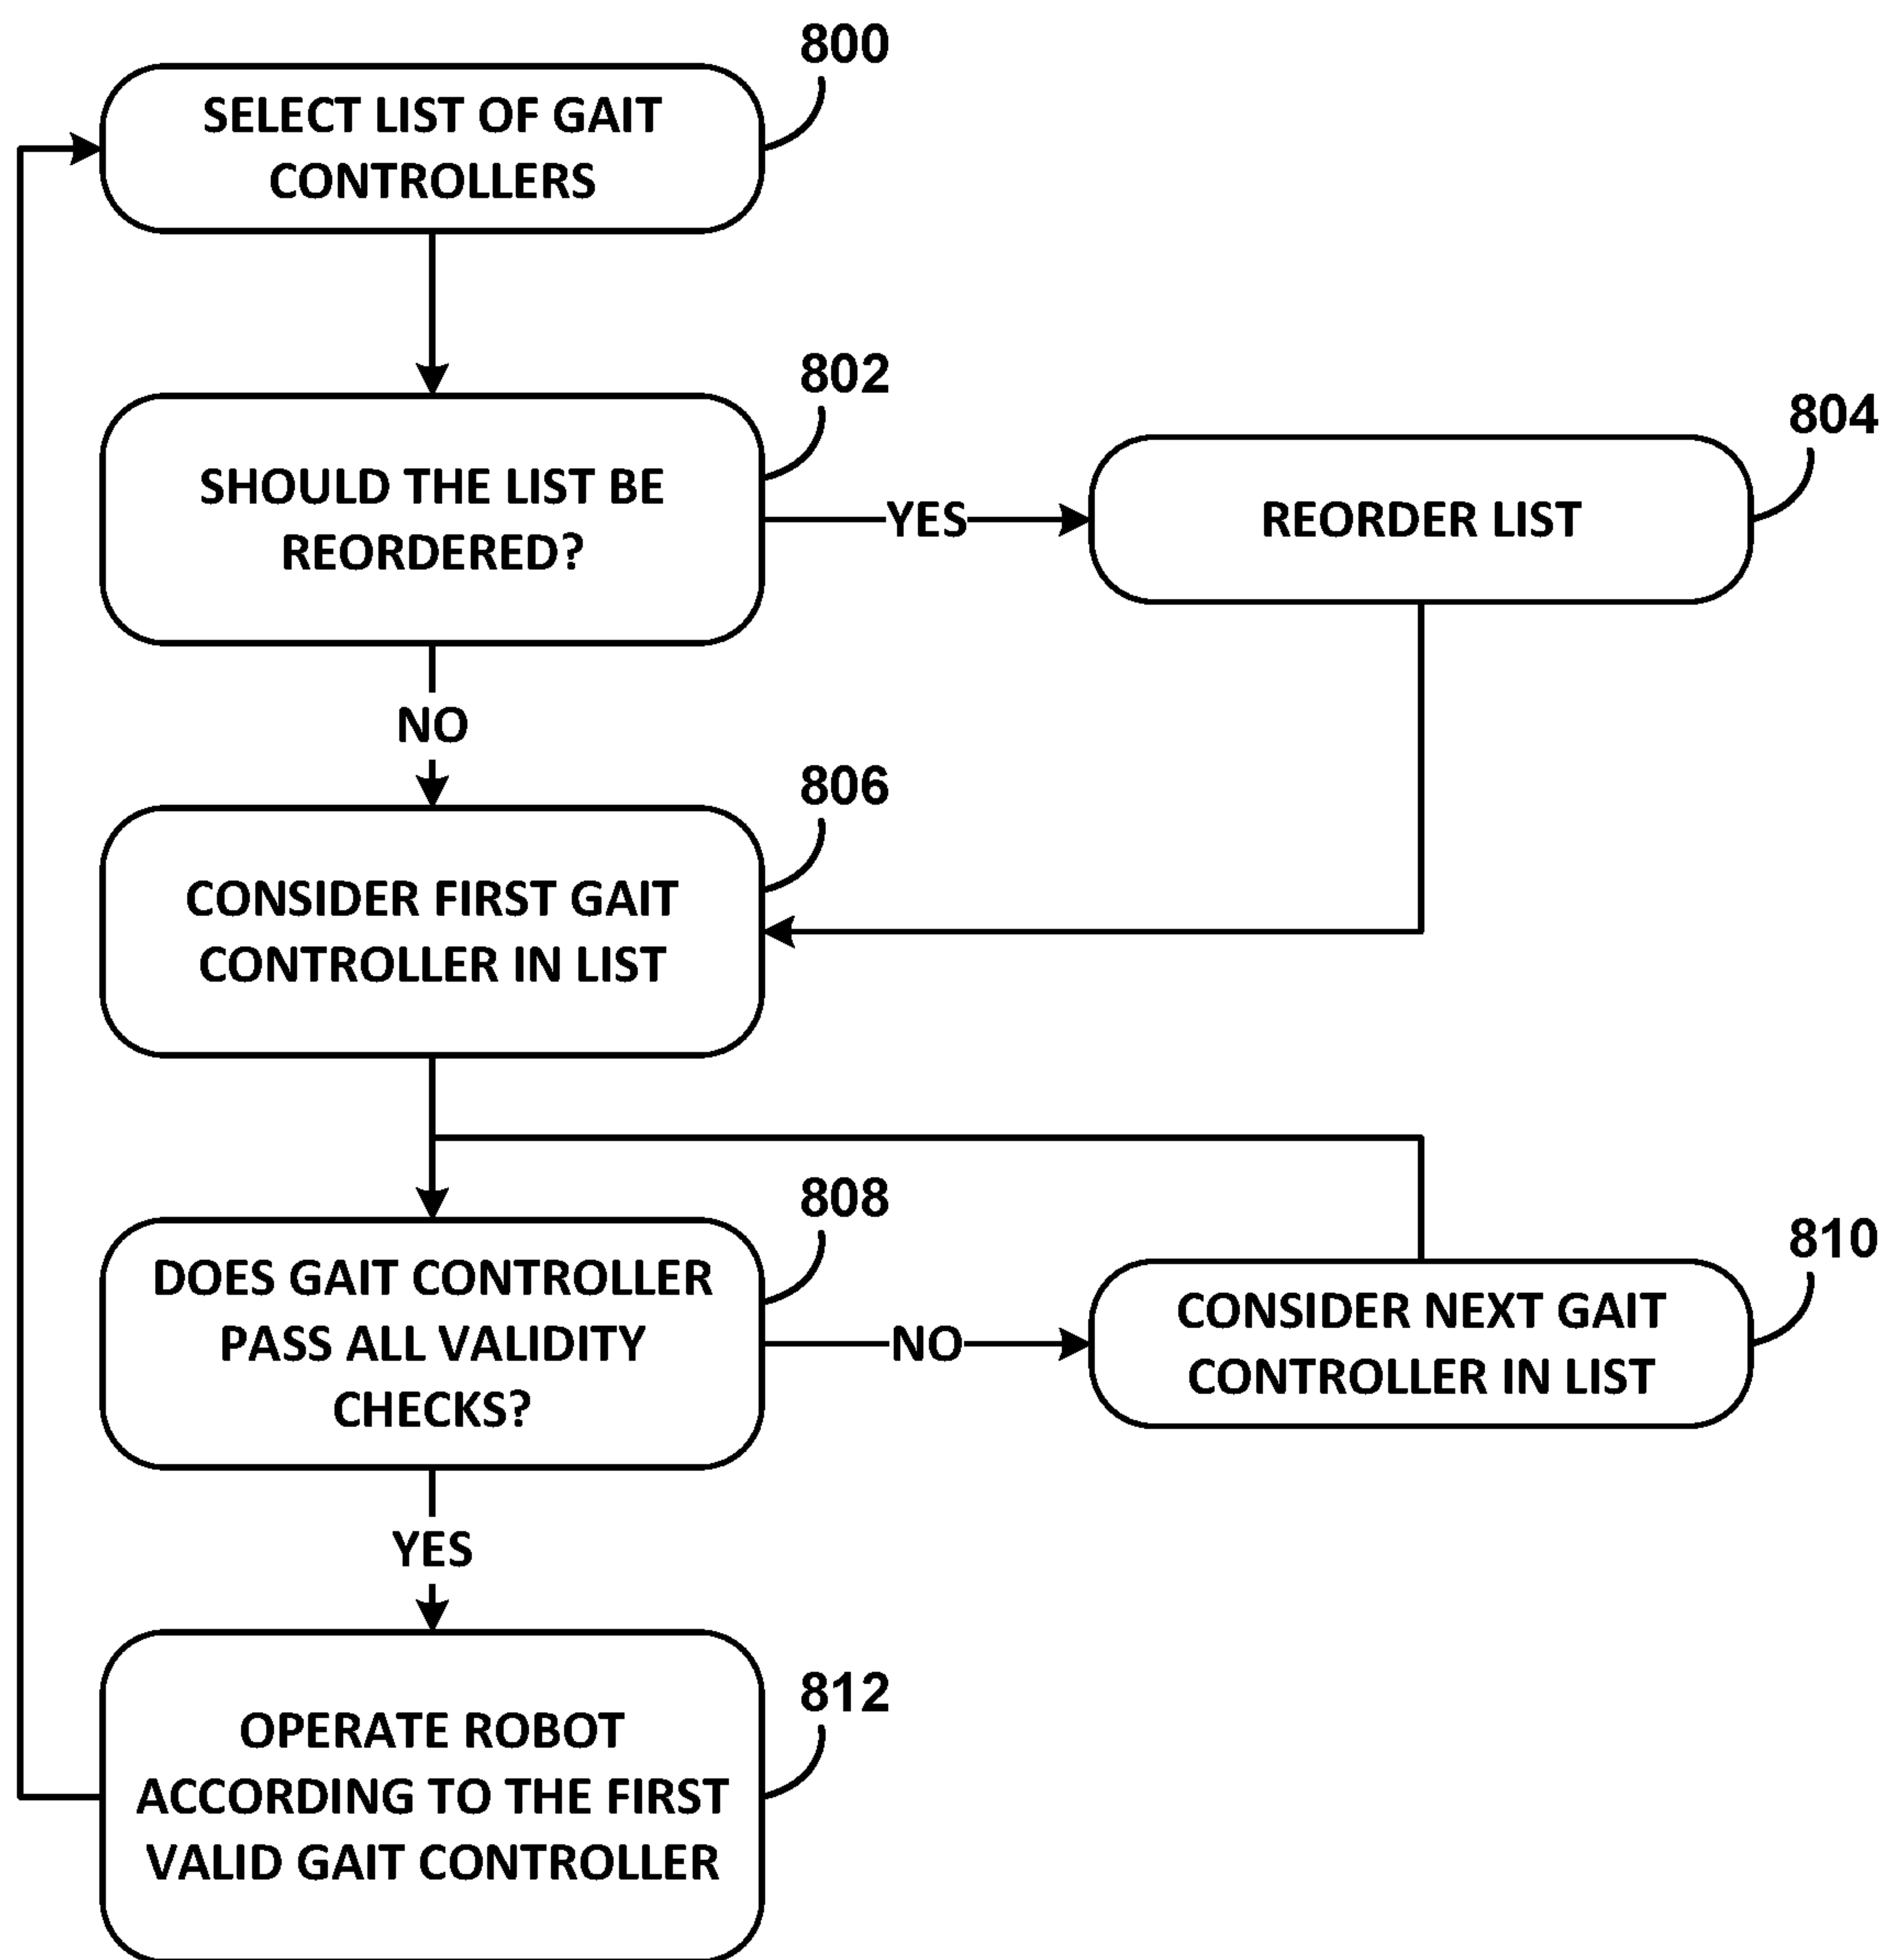 800
SELECT LIST OF GAIT
CONTROLLERS
802
SHOULD THE LIST BE
REORDERED?
YES
804
REORDER LIST
NO
806
CONSIDER FIRST GAIT
CONTROLLER IN LIST
808
DOES GAIT CONTROLLER
PASS ALL VALIDITY
CHECKS?
NO
810
CONSIDER NEXT GAIT
CONTROLLER IN LIST
YES
812
OPERATE ROBOT
ACCORDING TO THE FIRST
VALID GAIT CONTROLLER